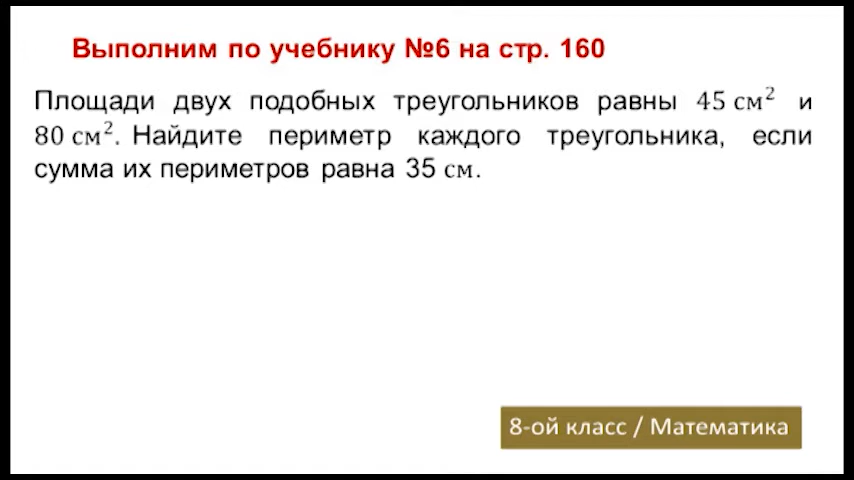 Выполним по учебнику №6 на стр. 160
Площади двух подобных треугольников равны 45 см² и
80 см². Найдите периметр каждого треугольника, если
сумма их периметров равна 35 см.
8-ой класс / Математика